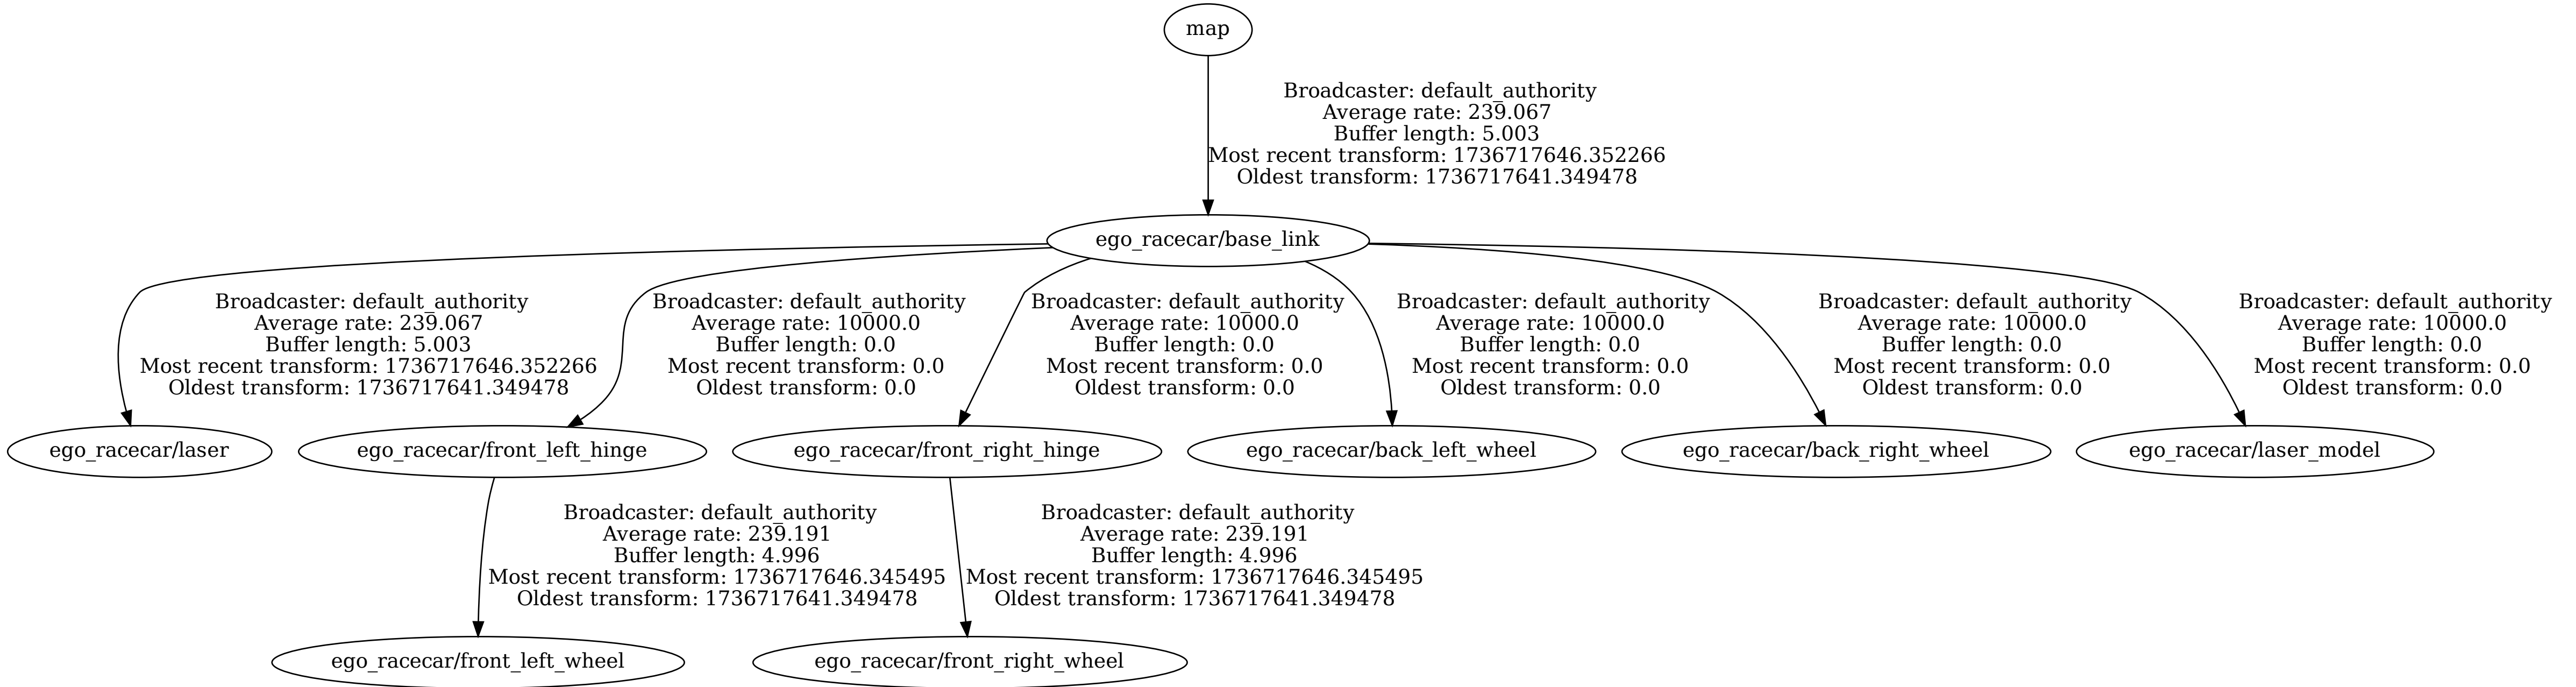 map
Broadcaster: default_authority
Average rate: 239.067
Buffer length: 5.003
Most recent transform: 1736717646.352266
Oldest transform: 1736717641.349478
ego_racecar/base_link
Broadcaster: default_authority
Average rate: 239.067
Buffer length: 5.003
Most recent transform: 1736717646.352266
Oldest transform: 1736717641.349478
Broadcaster: default_authority
Average rate: 10000.0
Buffer length: 0.0
Most recent transform: 0.0
Oldest transform: 0.0
Broadcaster: default_authority
Average rate: 10000.0
Buffer length: 0.0
Most recent transform: 0.0
Oldest transform: 0.0
Broadcaster: default_authority
Average rate: 10000.0
Buffer length: 0.0
Most recent transform: 0.0
Oldest transform: 0.0
Broadcaster: default_authority
Average rate: 10000.0
Buffer length: 0.0
Most recent transform: 0.0
Oldest transform: 0.0
Broadcaster: default_authority
Average rate: 10000.0
Buffer length: 0.0
Most recent transform: 0.0
Oldest transform: 0.0
ego_racecar/laser
ego_racecar/front_left_hinge
ego_racecar/front_right_hinge
ego_racecar/back_left_wheel
ego_racecar/back_right_wheel
ego_racecar/laser_model
Broadcaster: default_authority
Average rate: 239.191
Buffer length: 4.996
Most recent transform: 1736717646.345495
Oldest transform: 1736717641.349478
Broadcaster: default_authority
Average rate: 239.191
Buffer length: 4.996
Most recent transform: 1736717646.345495
Oldest transform: 1736717641.349478
ego_racecar/front_left_wheel
ego_racecar/front_right_wheel